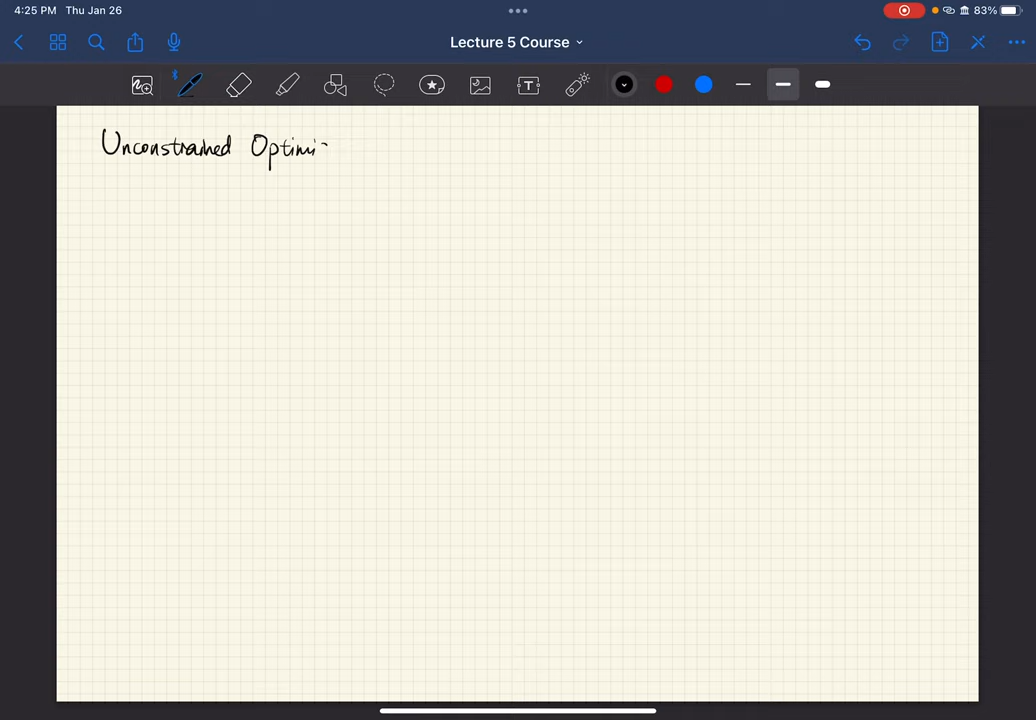 4:25 PM Thu Jan 26
83%
Lecture 5 Course
T
Unconstrained Optimi